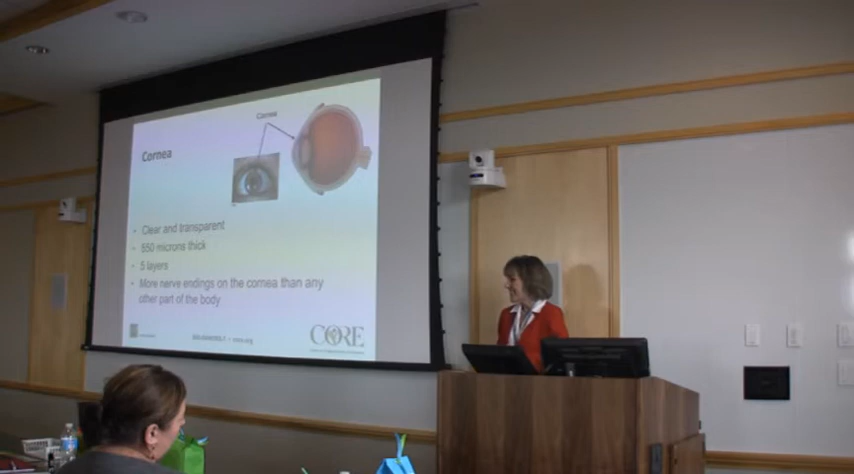 Cornea
Cornea
• Clear and transparent
• 550 microns thick
• 5 layers
• More nerve endings on the cornea than any
other part of the body
CORE